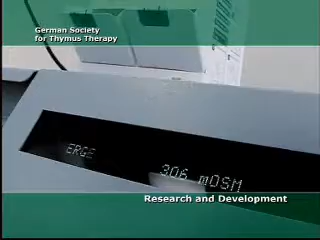 German Society
for Thymus Therapy
ERGE
306 mOSM
Research and Development